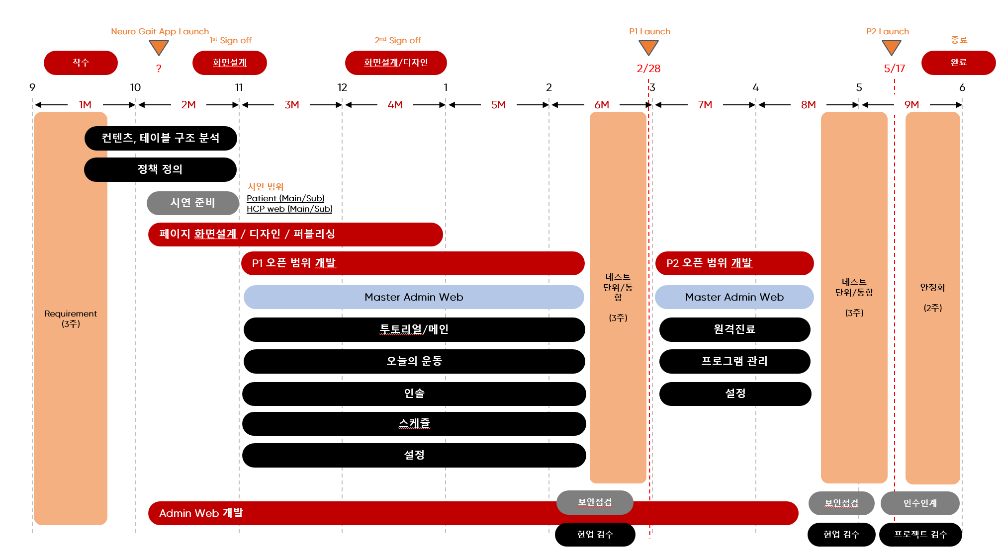 Neuro Gait App Launch
1st Sign off
2nd Sign off
P1 Launch
P2 Launch
종료
착수
?
화면설계
화면설계/디자인
2/28
5/17
완료
9
10
11
12
1
2
3
4
5
6
1M
2M
3M
4M
5M
6M
7M
8M
9M
Requirement
(3주)
컨텐츠, 테이블 구조 분석
정책 정의
시연 준비
시연 범위
Patient (Main/Sub)
HCP web (Main/Sub)
페이지 화면설계 / 디자인 / 퍼블리싱
P1 오픈 범위 개발
Master Admin Web
투토리얼/메인
오늘의 운동
인솔
스케쥴
설정
테스트
단위/통
합
(3주)
P2 오픈 범위 개발
Master Admin Web
원격진료
프로그램 관리
설정
테스트
단위/통합
(3주)
안정화
(2주)
Admin Web 개발
보안점검
현업 검수
보안점검
현업 검수
인수인계
프로젝트 검수